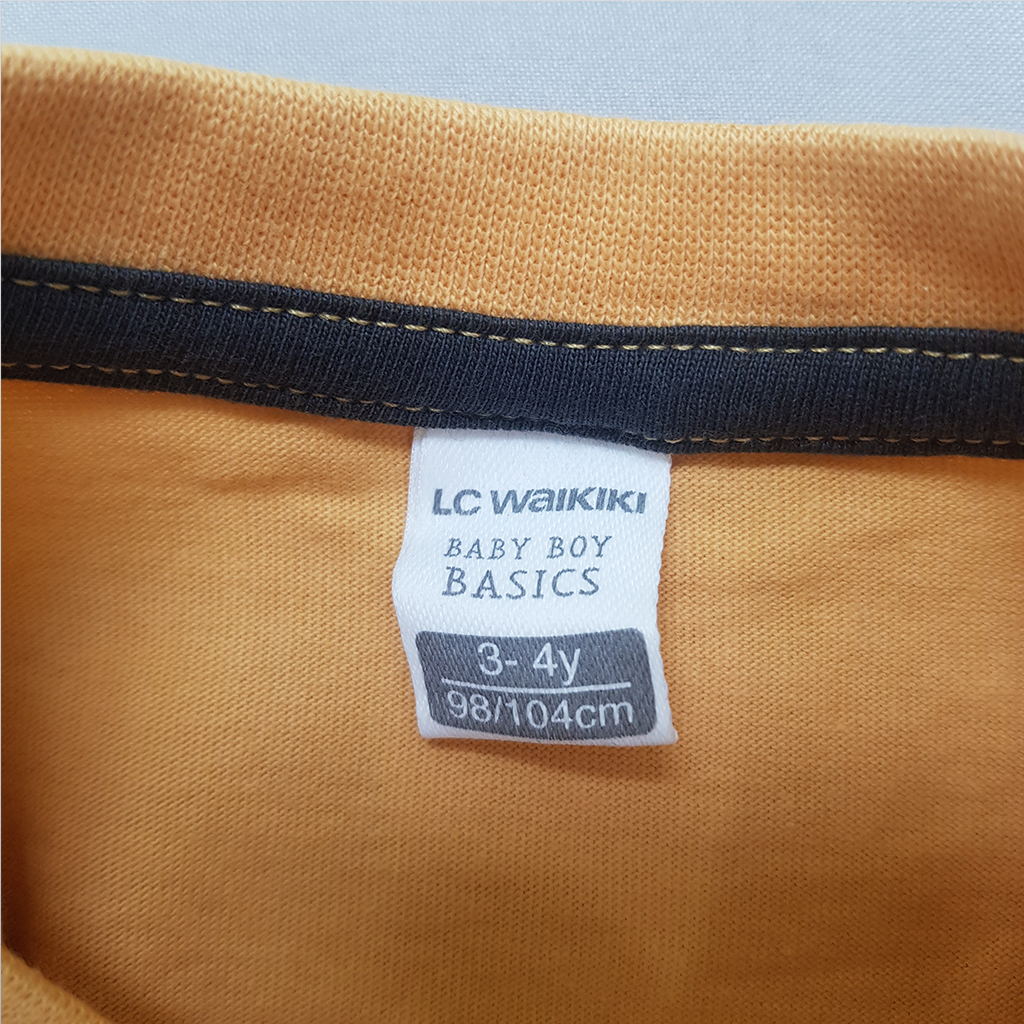 LC WAIKIKI
BABY BOY
BASICS
3- 4y
98/104cm